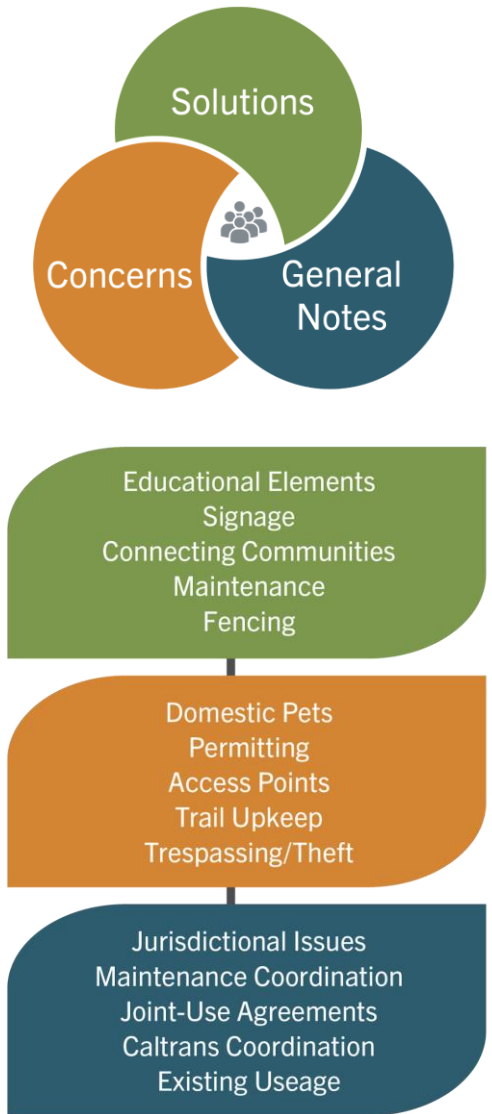 Solutions
Concerns
General
Notes
Educational Elements
Signage
Connecting Communities
Maintenance
Fencing
Domestic Pets
Permitting
Access Points
Trail Upkeep
Trespassing/Theft
Jurisdictional Issues
Maintenance Coordination
Joint-Use Agreements
Caltrans Coordination
Existing Useage